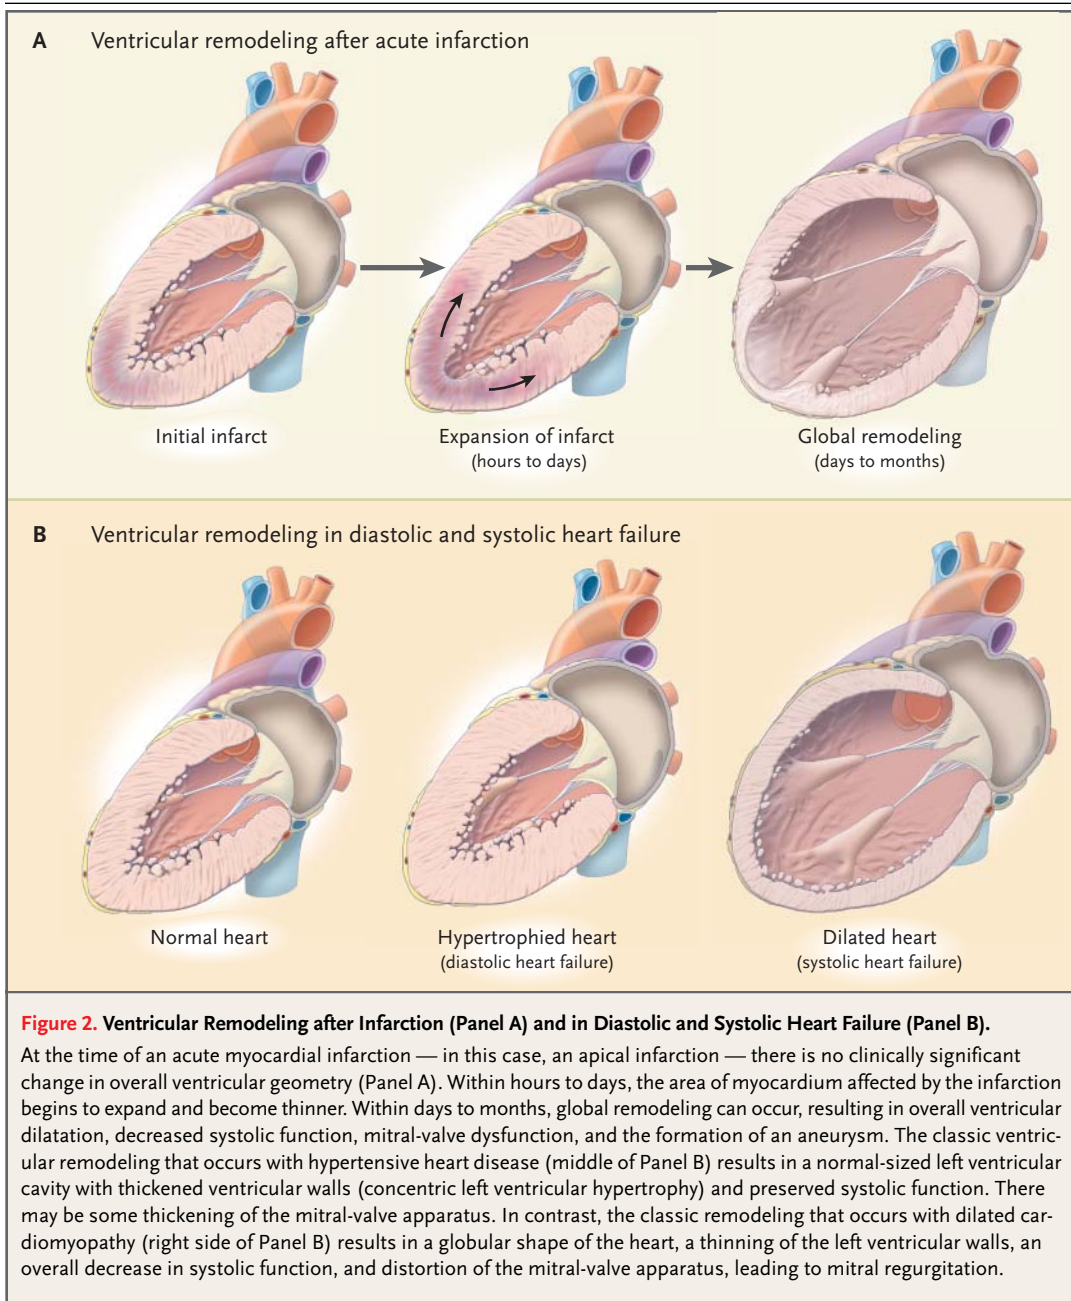 A Ventricular remodeling after acute infarction
Initial infarct
Expansion of infarct
(hours to days)
Global remodeling
(days to months)
B Ventricular remodeling in diastolic and systolic heart failure
Normal heart
Hypertrophied heart
(diastolic heart failure)
Dilated heart
(systolic heart failure)
Figure 2. Ventricular Remodeling after Infarction (Panel A) and in Diastolic and Systolic Heart Failure (Panel B).
At the time of an acute myocardial infarction — in this case, an apical infarction — there is no clinically significant
change in overall ventricular geometry (Panel A). Within hours to days, the area of myocardium affected by the infarction
begins to expand and become thinner. Within days to months, global remodeling can occur, resulting in overall ventricular
dilatation, decreased systolic function, mitral-valve dysfunction, and the formation of an aneurysm. The classic ventric-
ular remodeling that occurs with hypertensive heart disease (middle of Panel B) results in a normal-sized left ventricular
cavity with thickened ventricular walls (concentric left ventricular hypertrophy) and preserved systolic function. There
may be some thickening of the mitral-valve apparatus. In contrast, the classic remodeling that occurs with dilated car-
diomyopathy (right side of Panel B) results in a globular shape of the heart, a thinning of the left ventricular walls, an
overall decrease in systolic function, and distortion of the mitral-valve apparatus, leading to mitral regurgitation.